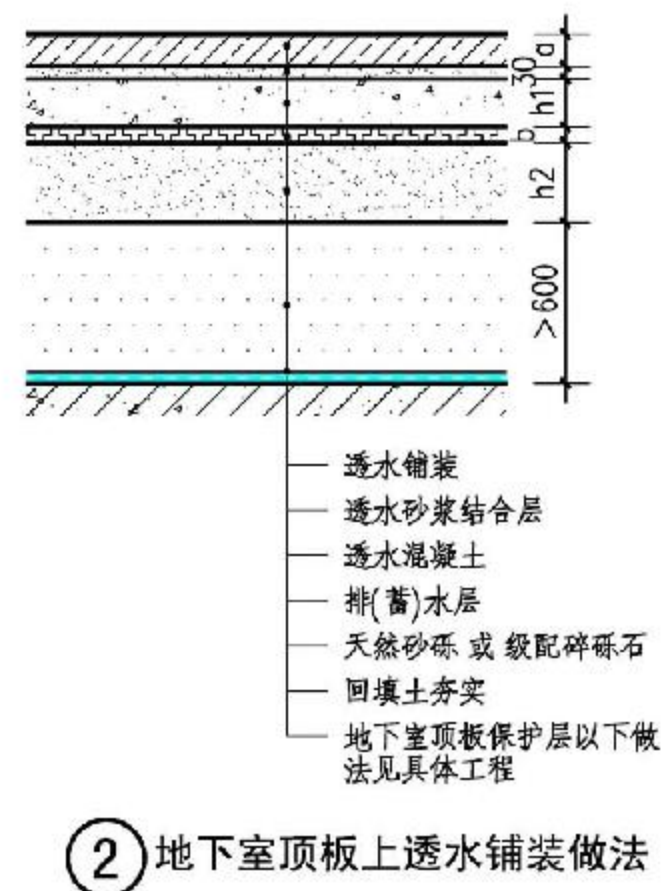 a
30
h1
b
h2
>600
透水铺装
透水砂浆结合层
透水混凝土
排(蓄)水层
天然砂砾 或 级配碎砾石
回填土夯实
地下室顶板保护层以下做
法见具体工程
2 地下室顶板上透水铺装做法